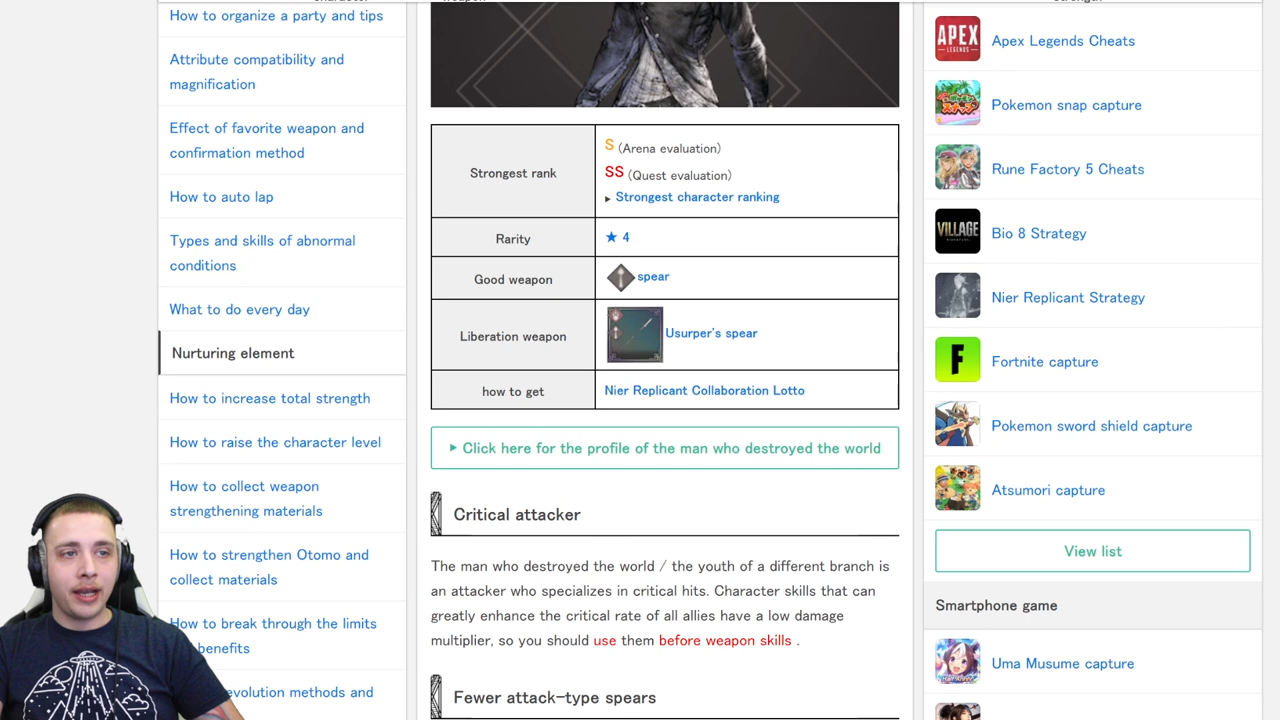 How to organize a party and tips
Attribute compatibility and
magnification
Effect of favorite weapon and
confirmation method
How to auto lap
Types and skills of abnormal
conditions
What to do every day
Nurturing element
How to increase total strength
How to raise the character level
How to collect weapon
strengthening materials
How to strengthen Otomo and
collect materials
How to break through the limits
benefits
evolution methods and
Strongest rank
S (Arena evaluation)
SS (Quest evaluation)
▸ Strongest character ranking
Rarity
★ 4
Good weapon
spear
Liberation weapon
Usurper's spear
how to get
Nier Replicant Collaboration Lotto
▸ Click here for the profile of the man who destroyed the world
Critical attacker
The man who destroyed the world / the youth of a different branch is
an attacker who specializes in critical hits. Character skills that can
greatly enhance the critical rate of all allies have a low damage
multiplier, so you should use them before weapon skills .
Fewer attack-type spears
APEX
LEGENDS
Apex Legends Cheats
Pokemon snap capture
Rune Factory 5 Cheats
VILLAGE
Bio 8 Strategy
Nier Replicant Strategy
F
Fortnite capture
Pokemon sword shield capture
Atsumori capture
View list
Smartphone game
Uma Musume capture